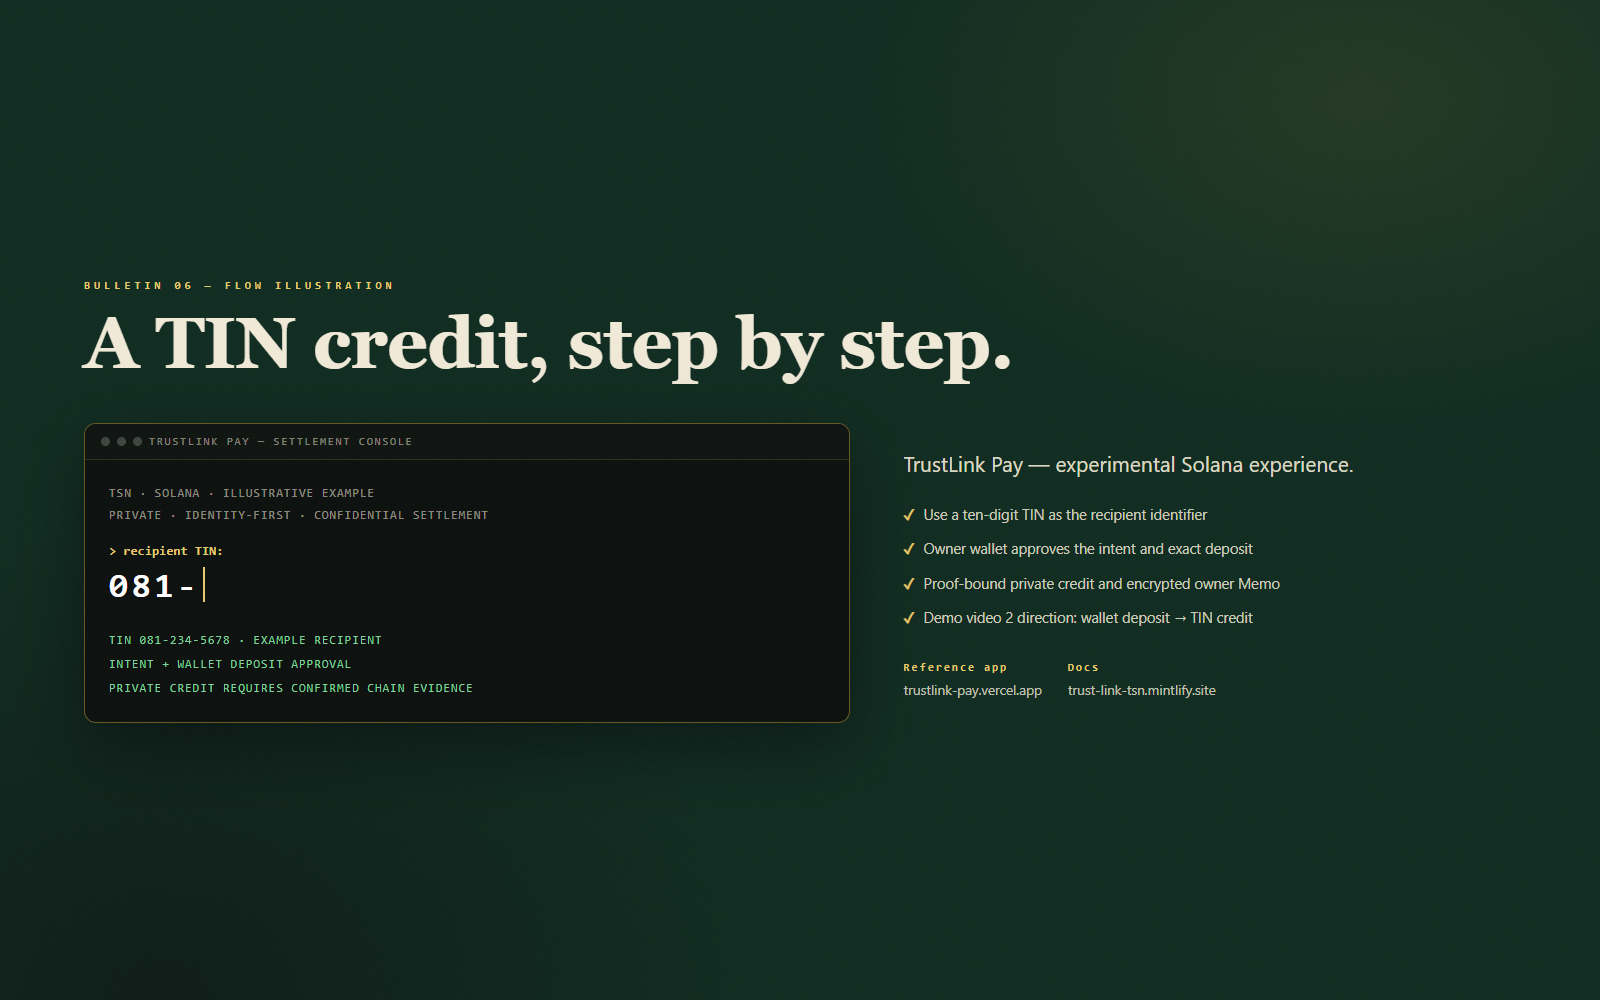 BULLETIN 06 — FLOW ILLUSTRATION
A TIN credit, step by step.
TRUSTLINK PAY — SETTLEMENT CONSOLE
TSN · SOLANA · ILLUSTRATIVE EXAMPLE
PRIVATE · IDENTITY-FIRST · CONFIDENTIAL SETTLEMENT
> recipient TIN:
081-
TIN 081-234-5678 · EXAMPLE RECIPIENT
INTENT + WALLET DEPOSIT APPROVAL
PRIVATE CREDIT REQUIRES CONFIRMED CHAIN EVIDENCE
TrustLink Pay — experimental Solana experience.
✓ Use a ten-digit TIN as the recipient identifier
✓ Owner wallet approves the intent and exact deposit
✓ Proof-bound private credit and encrypted owner Memo
✓ Demo video 2 direction: wallet deposit → TIN credit
Reference app
trustlink-pay.vercel.app
Docs
trust-link-tsn.mintlify.site